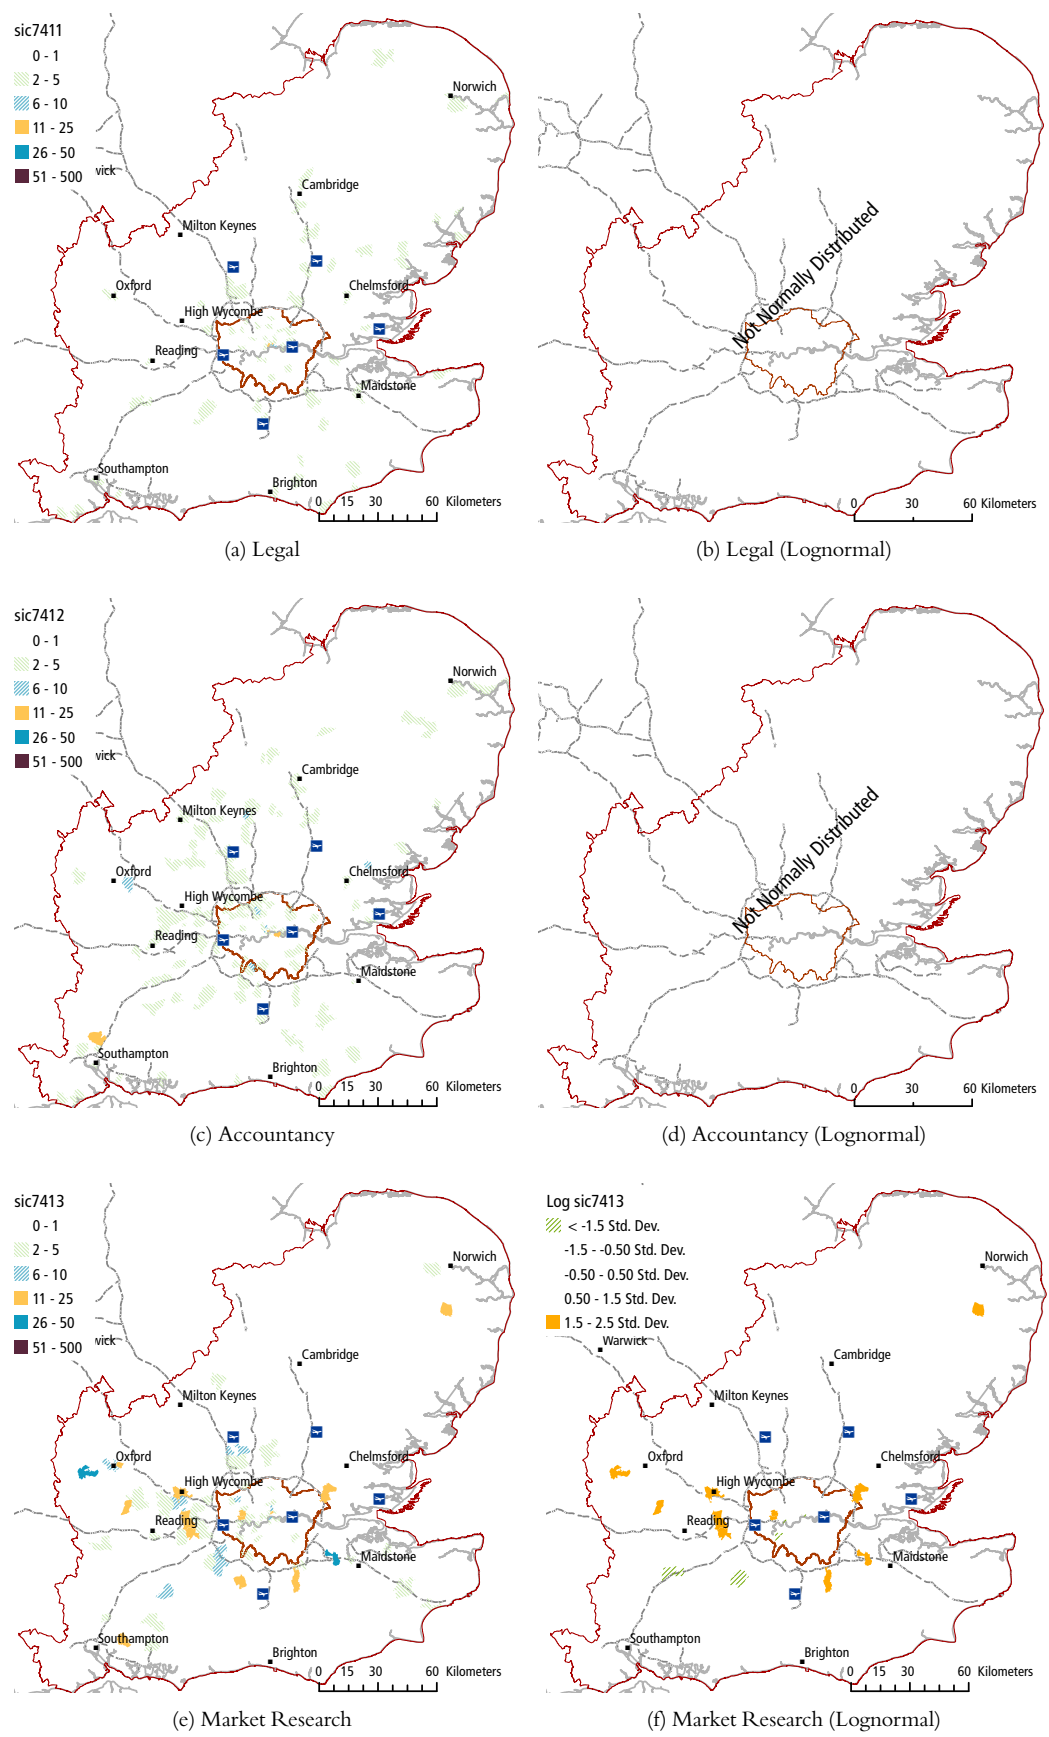 sic7411
0 - 1
2 - 5
6 - 10
11 - 25
26 - 50
51 - 500
wick
Norwich
Cambridge
Milton Keynes
Oxford
Chelmsford
High Wycombe
Reading
Maidstone
Southampton
Brighton
0 15 30 60 Kilometers
(a) Legal
Not Normally Distributed
0 30 60 Kilometers
(b) Legal (Lognormal)
sic7412
0 - 1
2 - 5
6 - 10
11 - 25
26 - 50
51 - 500
wick
Norwich
Cambridge
Milton Keynes
Oxford
Chelmsford
High Wycombe
Reading
Maidstone
Southampton
Brighton
0 15 30 60 Kilometers
(c) Accountancy
Not Normally Distributed
0 30 60 Kilometers
(d) Accountancy (Lognormal)
sic7413
0 - 1
2 - 5
6 - 10
11 - 25
26 - 50
51 - 500
wick
Norwich
Cambridge
Milton Keynes
Oxford
Chelmsford
High Wycombe
Reading
Maidstone
Southampton
Brighton
0 15 30 60 Kilometers
(e) Market Research
Log sic7413
< -1.5 Std. Dev.
-1.5 - -0.50 Std. Dev.
-0.50 - 0.50 Std. Dev.
0.50 - 1.5 Std. Dev.
1.5 - 2.5 Std. Dev.
Warwick
Norwich
Cambridge
Milton Keynes
Oxford
Chelmsford
High Wycombe
Reading
Maidstone
Southampton
Brighton
0 15 30 60 Kilometers
(f) Market Research (Lognormal)